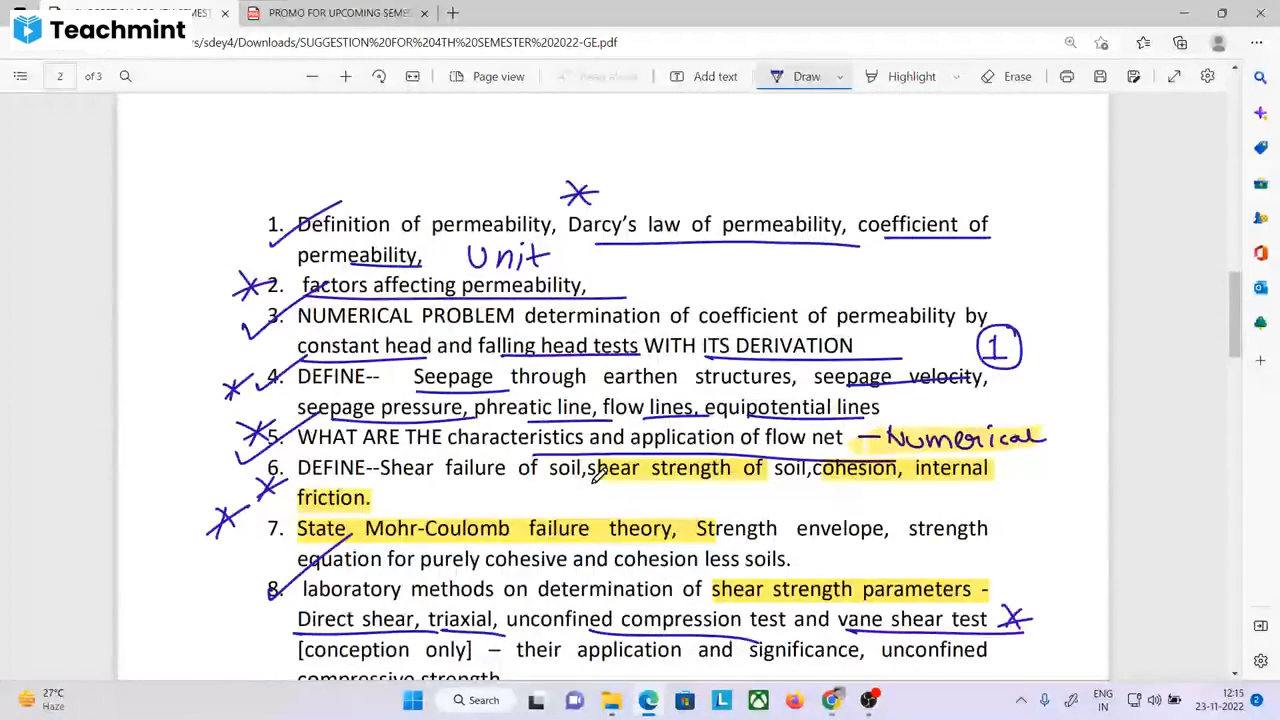 Teachmint
PROMO FOR UPCOMING SEMES
sdey4/Downloads/SUGGESTION%20FOR%204TH%20SEMESTER%202022-GE.pdf
2 of 3
Page view
Add text
Draw
Highlight
Erase
1. Definition of permeability, Darcy's law of permeability, coefficient of
permeability, Unit
2. factors affecting permeability,
3. NUMERICAL PROBLEM determination of coefficient of permeability by
constant head and falling head tests WITH ITS DERIVATION 1
4. DEFINE-- Seepage through earthen structures, seepage velocity,
seepage pressure, phreatic line, flow lines, equipotential lines
5. WHAT ARE THE characteristics and application of flow net — Numerical
6. DEFINE--Shear failure of soil,shear strength of soil,cohesion, internal
friction.
7. State Mohr-Coulomb failure theory, Strength envelope, strength
equation for purely cohesive and cohesion less soils.
8. laboratory methods on determination of shear strength parameters -
Direct shear, triaxial, unconfined compression test and vane shear test
[conception only] – their application and significance, unconfined
compressive strength
27°C
Haze
Search
ENG
IN
12:15
23-11-2022